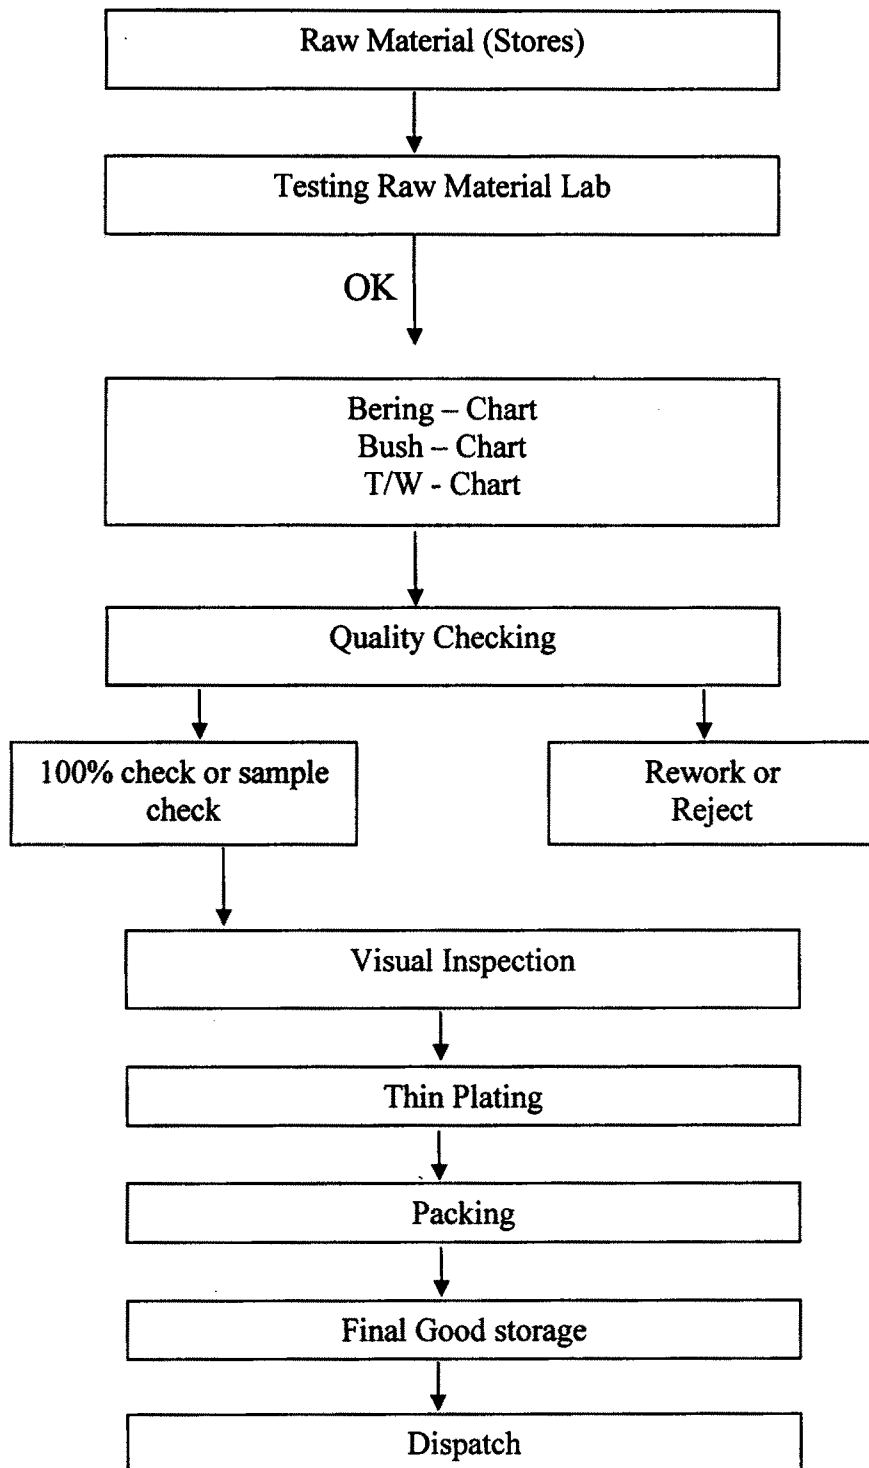 Raw Material (Stores)
Testing Raw Material Lab
OK
Bering – Chart
Bush – Chart
T/W - Chart
Quality Checking
100% check or sample
check
Rework or
Reject
Visual Inspection
Thin Plating
Packing
Final Good storage
Dispatch